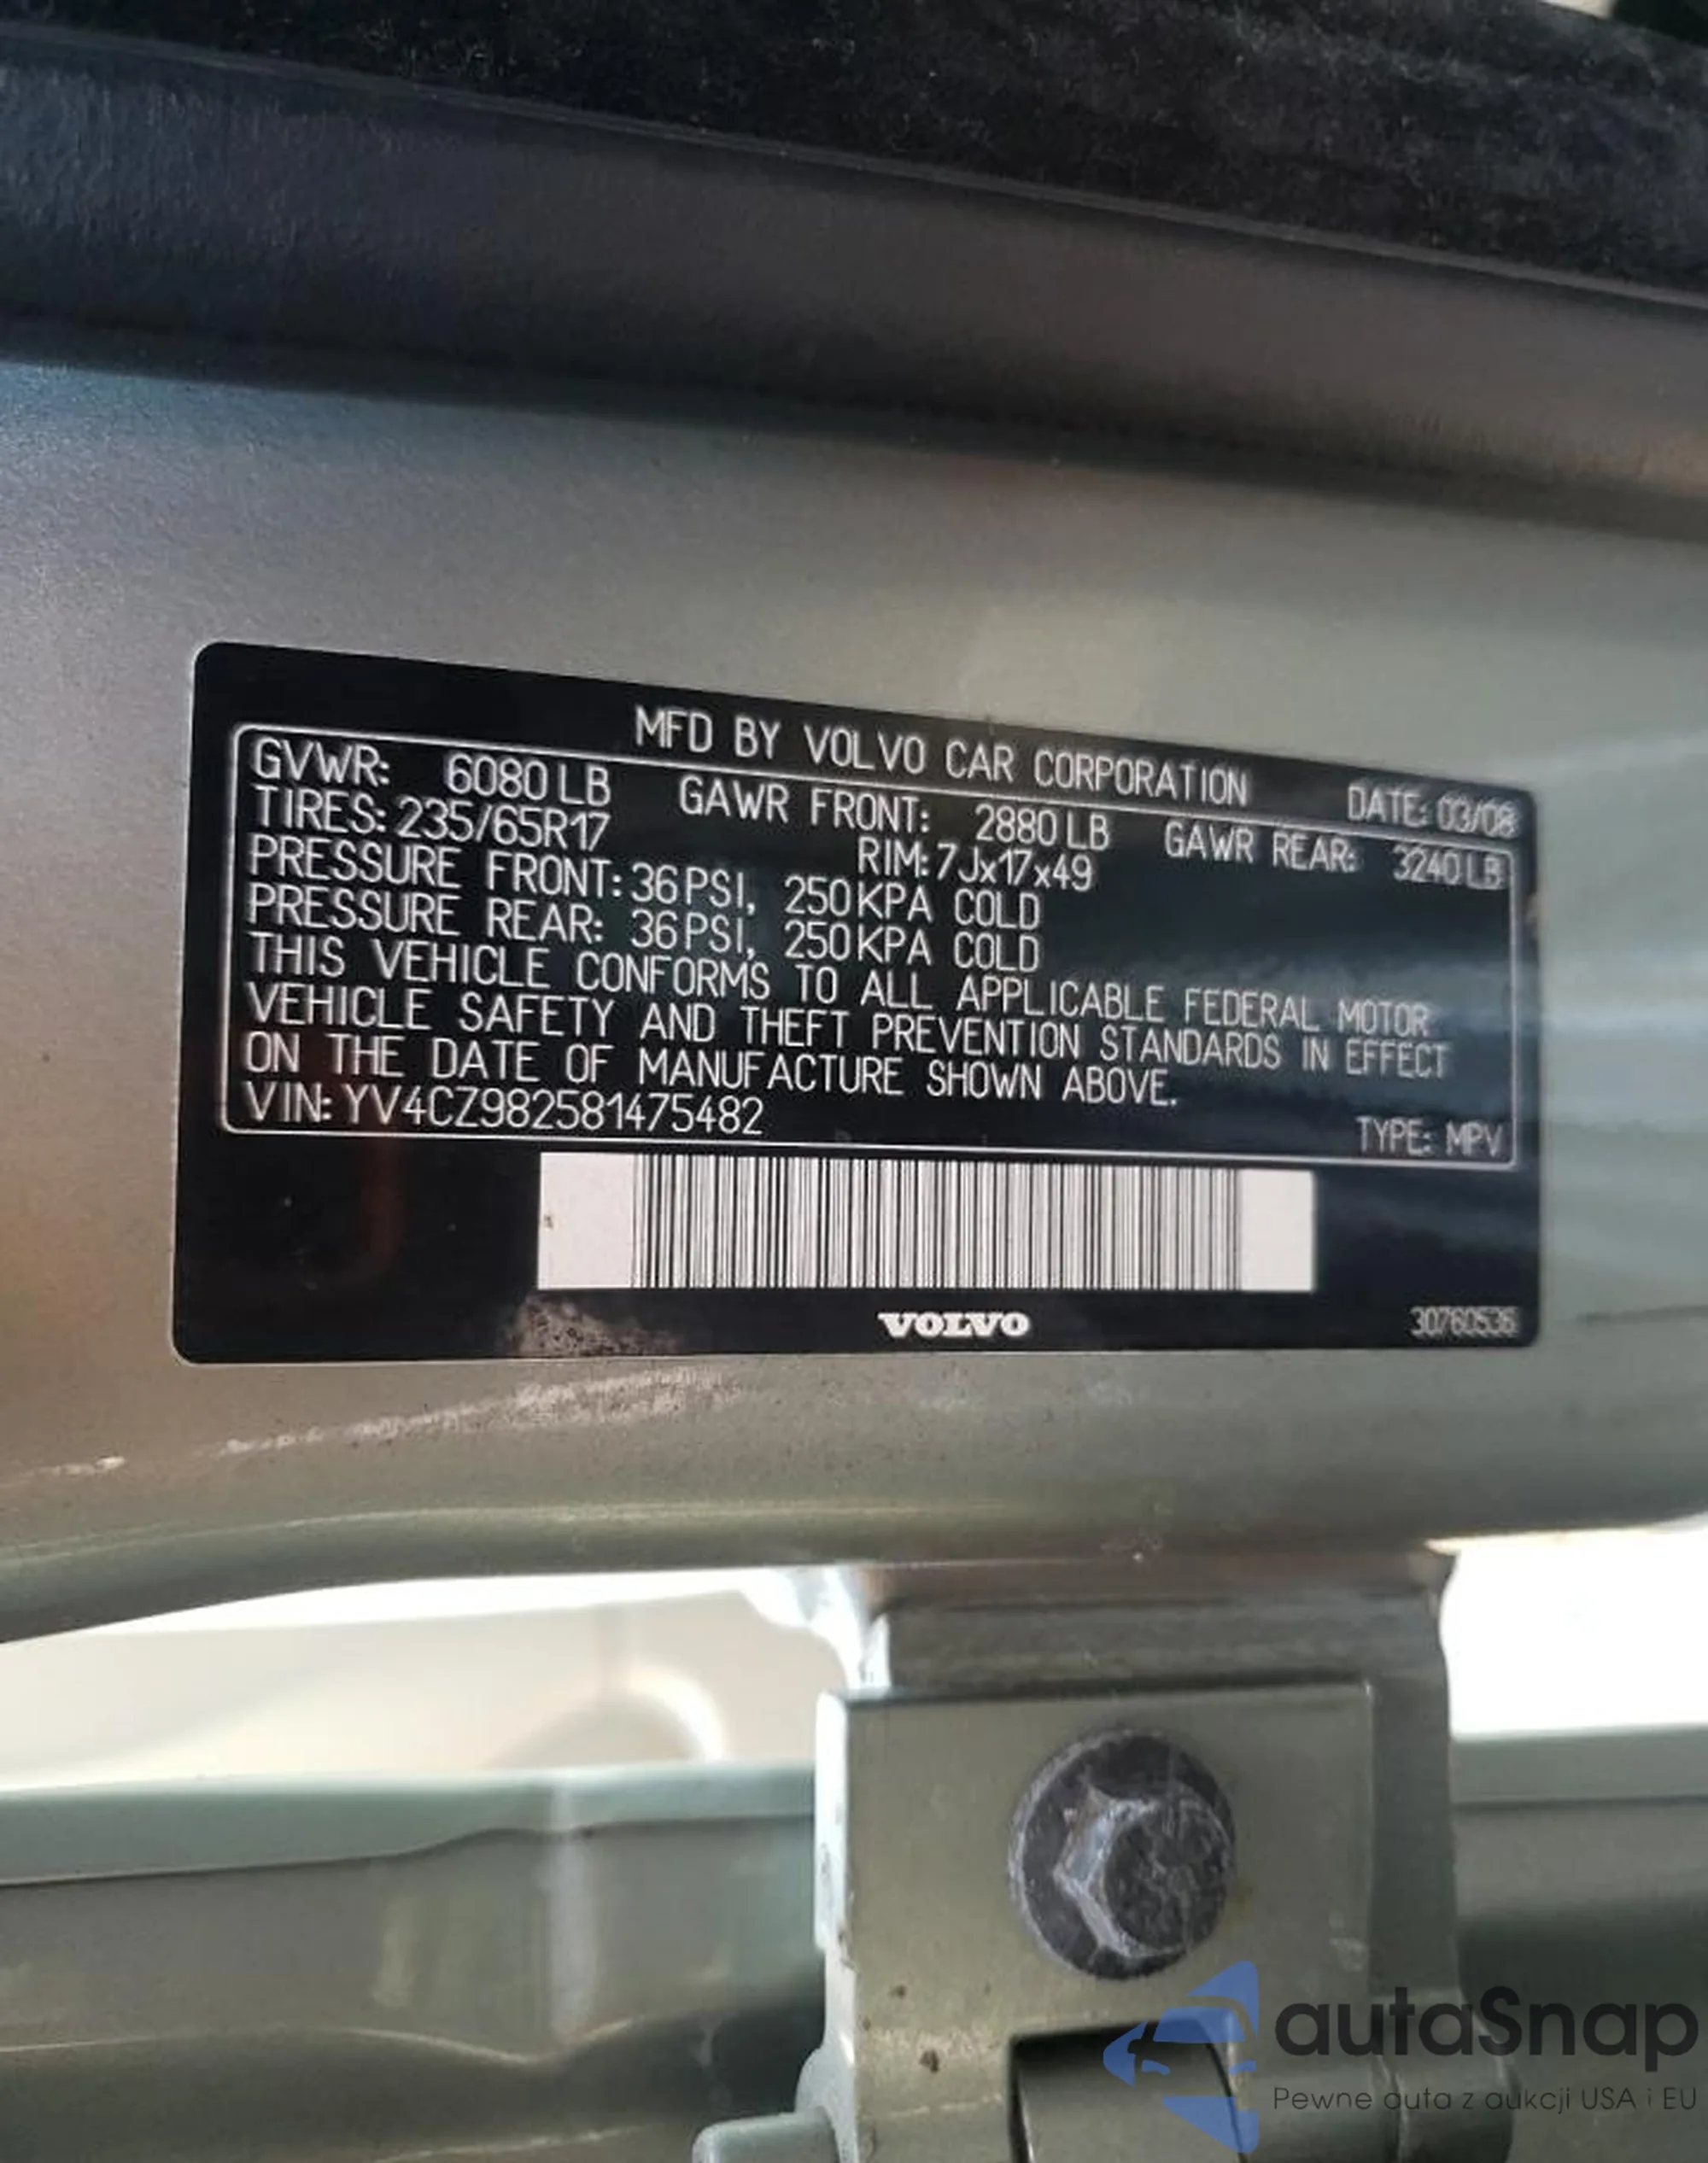 MFD BY VOLVO CAR CORPORATION DATE: 03/08
GVWR: 6080 LB GAWR FRONT: 2880 LB GAWR REAR: 3240 LB
TIRES: 235/65R17 RIM: 7Jx17x49
PRESSURE FRONT: 36 PSI, 250 KPA COLD
PRESSURE REAR: 36 PSI, 250 KPA COLD
THIS VEHICLE CONFORMS TO ALL APPLICABLE FEDERAL MOTOR
VEHICLE SAFETY AND THEFT PREVENTION STANDARDS IN EFFECT
ON THE DATE OF MANUFACTURE SHOWN ABOVE.
VIN: YV4CZ982581475482 TYPE: MPV
VOLVO 30760536
autaSnap
Pewne auta z aukcji USA i EU